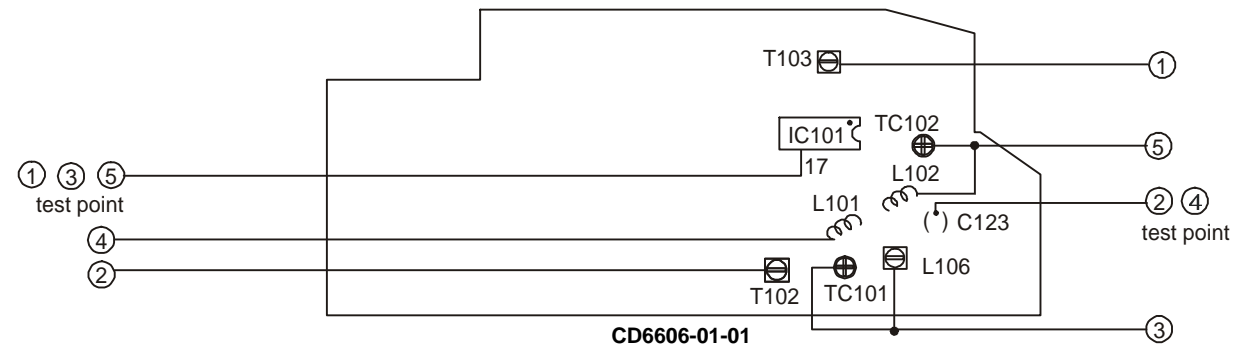 T103
①
IC101
TC102
⑤
17
① ③ ⑤
test point
L102
L101
② ④
test point
C123
④
②
T102
TC101
L106
③
CD6606-01-01